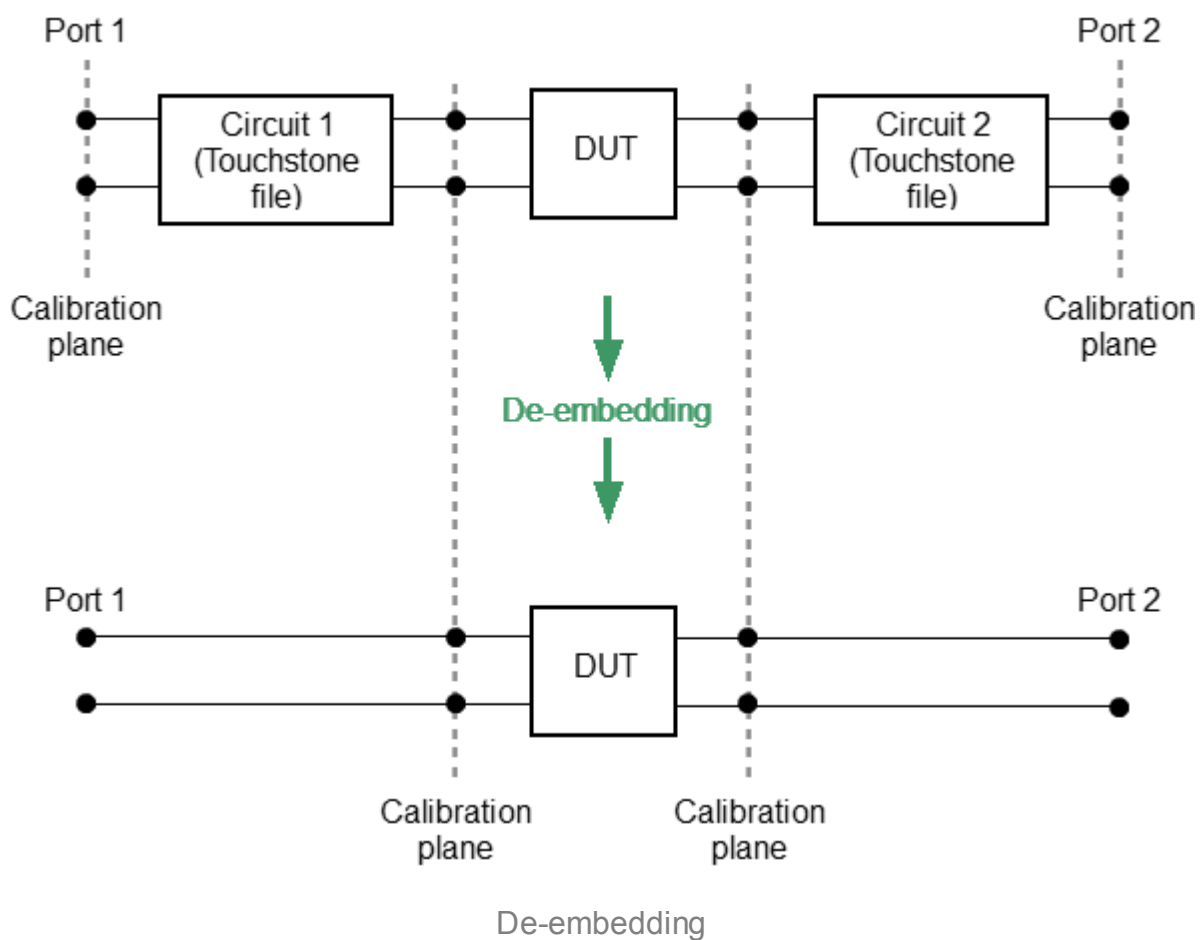 Port 1
Port 2
Circuit 1
(Touchstone
file)
DUT
Circuit 2
(Touchstone
file)
Calibration
plane
Calibration
plane
De-embedding
Port 1
Port 2
DUT
Calibration
plane
Calibration
plane
De-embedding